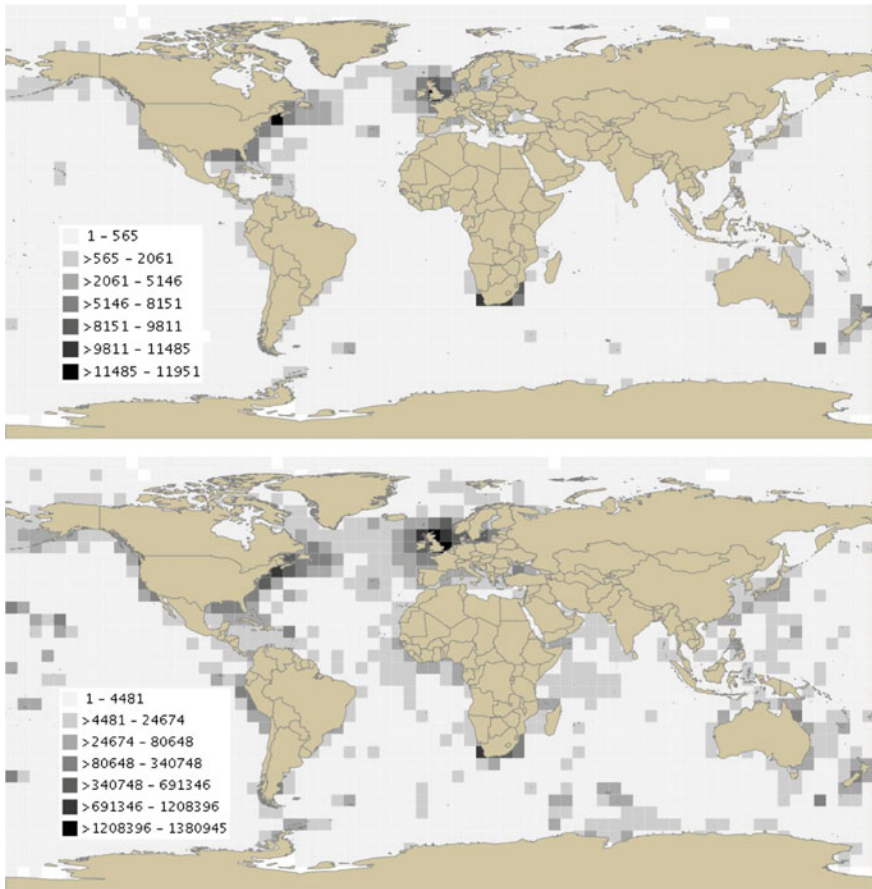 1 – 565
>565 – 2061
>2061 – 5146
>5146 – 8151
>8151 – 9811
>9811 – 11485
>11485 – 11951
1 – 4481
>4481 – 24674
>24674 – 80648
>80648 – 340748
>340748 – 691346
>691346 – 1208396
>1208396 – 1380945